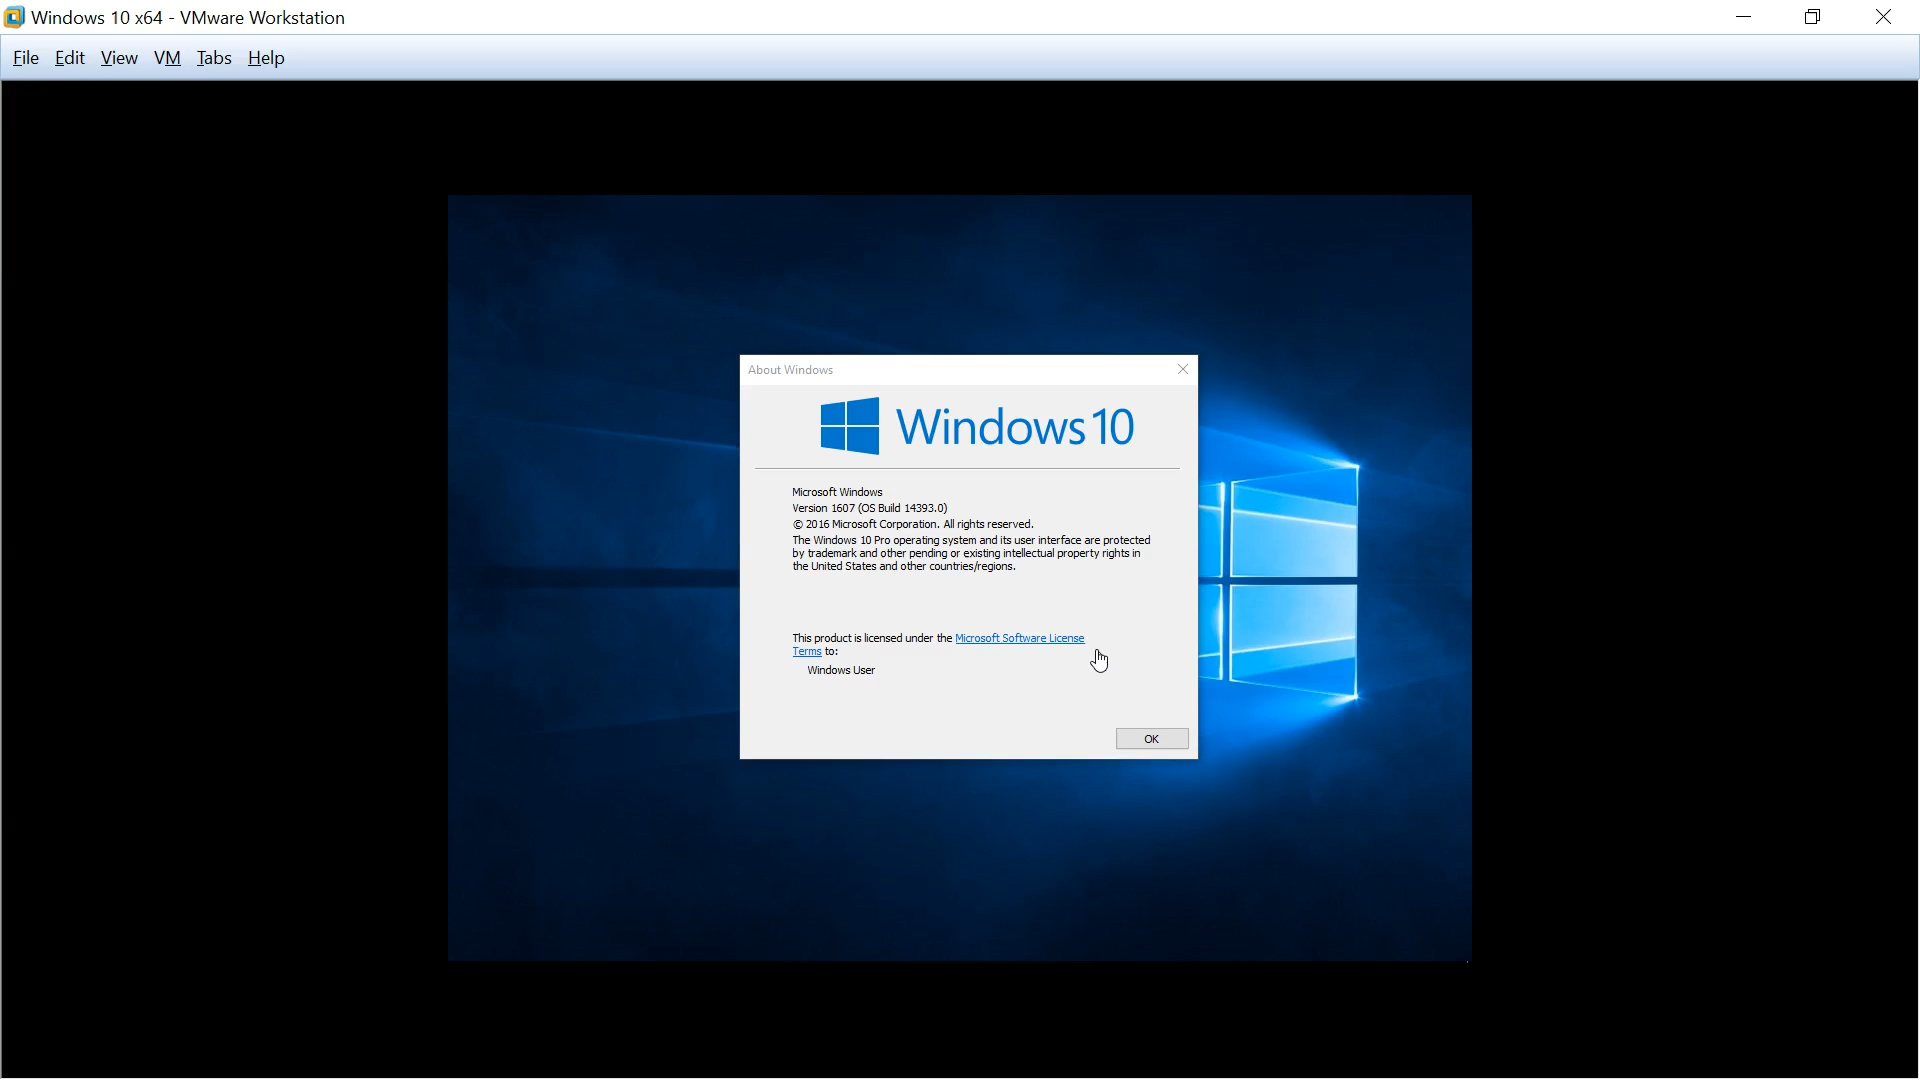 Windows 10 x64 - VMware Workstation
File Edit View VM Tabs Help
About Windows
Windows 10
Microsoft Windows
Version 1607 (OS Build 14393.0)
© 2016 Microsoft Corporation. All rights reserved.
The Windows 10 Pro operating system and its user interface are protected
by trademark and other pending or existing intellectual property rights in
the United States and other countries/regions.
This product is licensed under the Microsoft Software License
Terms to:
Windows User
OK